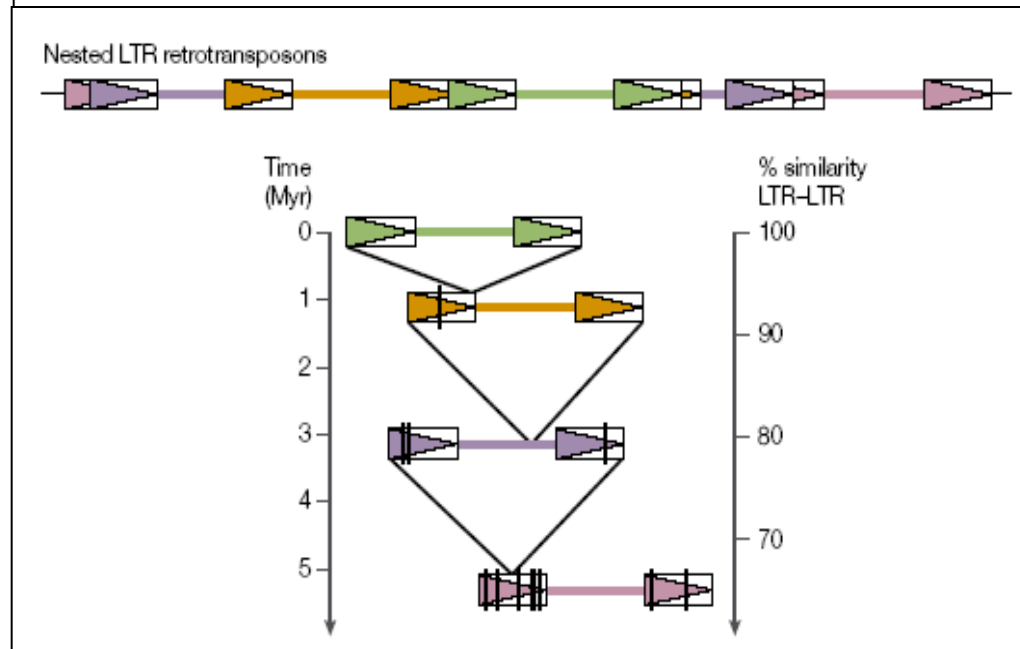 Nested LTR retrotransposons
Time
(Myr)
% similarity
LTR–LTR
0
100
1
90
2
3
80
4
70
5